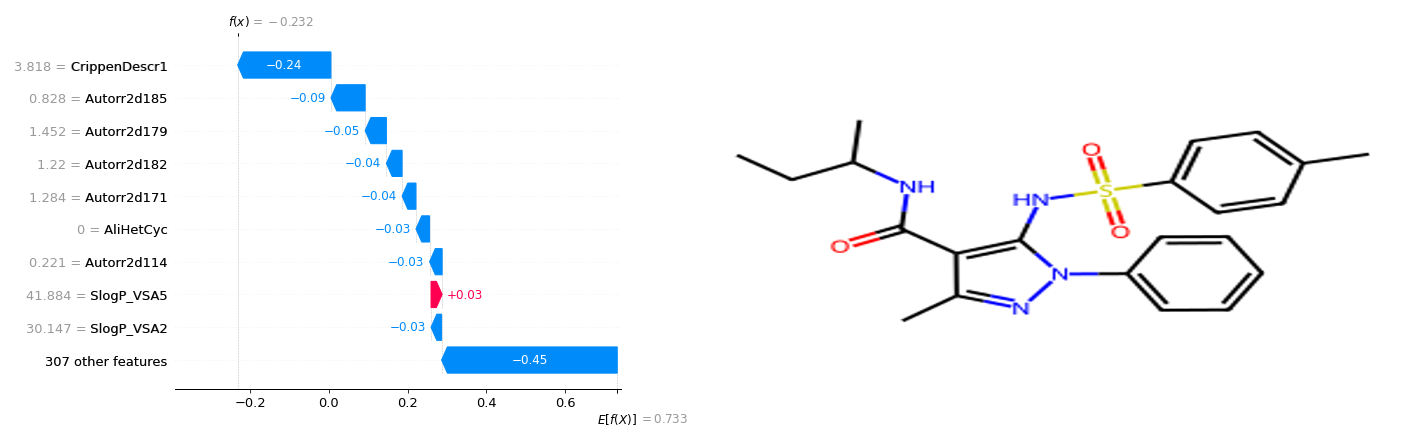 f(x) = −0.232
3.818 = CrippenDescr1
−0.24
0.828 = Autorr2d185
−0.09
1.452 = Autorr2d179
−0.05
1.22 = Autorr2d182
−0.04
1.284 = Autorr2d171
−0.04
0 = AliHetCyc
−0.03
0.221 = Autorr2d114
−0.03
41.884 = SlogP_VSA5
+0.03
30.147 = SlogP_VSA2
−0.03
307 other features
−0.45
−0.2 0.0 0.2 0.4 0.6
E[f(X)] = 0.733
NH
O
HN
O
S
O
N
N